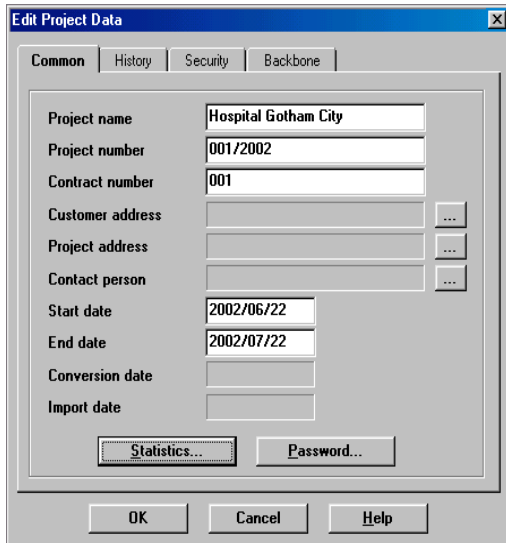 Edit Project Data
Common History Security Backbone
Project name Hospital Gotham City
Project number 001/2002
Contract number 001
Customer address ...
Project address ...
Contact person ...
Start date 2002/06/22
End date 2002/07/22
Conversion date
Import date
Statistics... Password...
OK Cancel Help